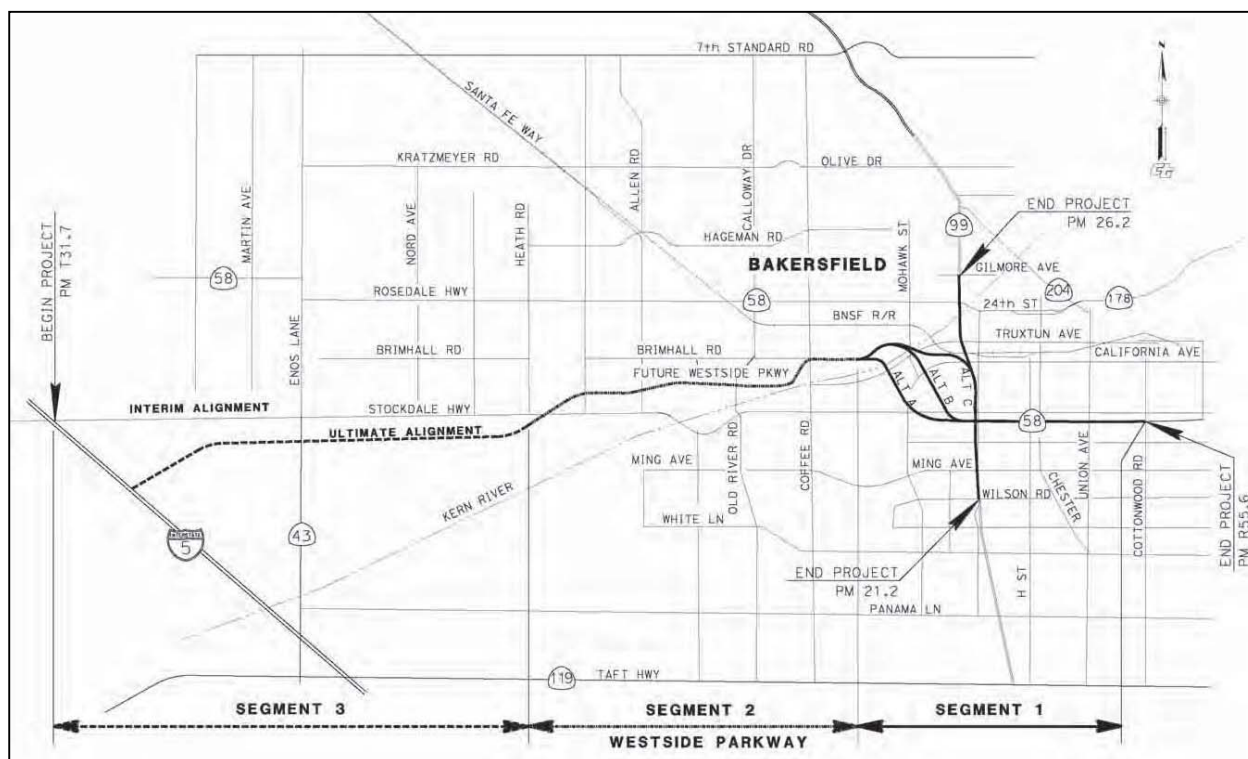 7th STANDARD RD
N
SANTA FE WAY
KRATZMEYER RD
OLIVE DR
ALLEN RD
CALLOWAY DR
MARTIN AVE
NORD AVE
HEATH RD
MOHAWK ST
END PROJECT
PM 26.2
99
HAGEMAN RD
BEGIN PROJECT
PM T31.7
58
BAKERSFIELD
GILMORE AVE
204
178
ROSEDALE HWY
58
24th ST
BNSF R/R
TRUXTUN AVE
ENOS LANE
BRIMHALL RD
BRIMHALL RD
CALIFORNIA AVE
FUTURE WESTSIDE PKWY
ALT A
ALT B
ALT C
INTERIM ALIGNMENT
STOCKDALE HWY
58
ULTIMATE ALIGNMENT
MING AVE
OLD RIVER RD
COFFEE RD
MING AVE
CHESTER
UNION AVE
COTTONWOOD RD
END PROJECT
PM R55.6
KERN RIVER
WHITE LN
WILSON RD
INTERSTATE
5
43
END PROJECT
PM 21.2
H ST
PANAMA LN
119
TAFT HWY
SEGMENT 3
SEGMENT 2
SEGMENT 1
WESTSIDE PARKWAY